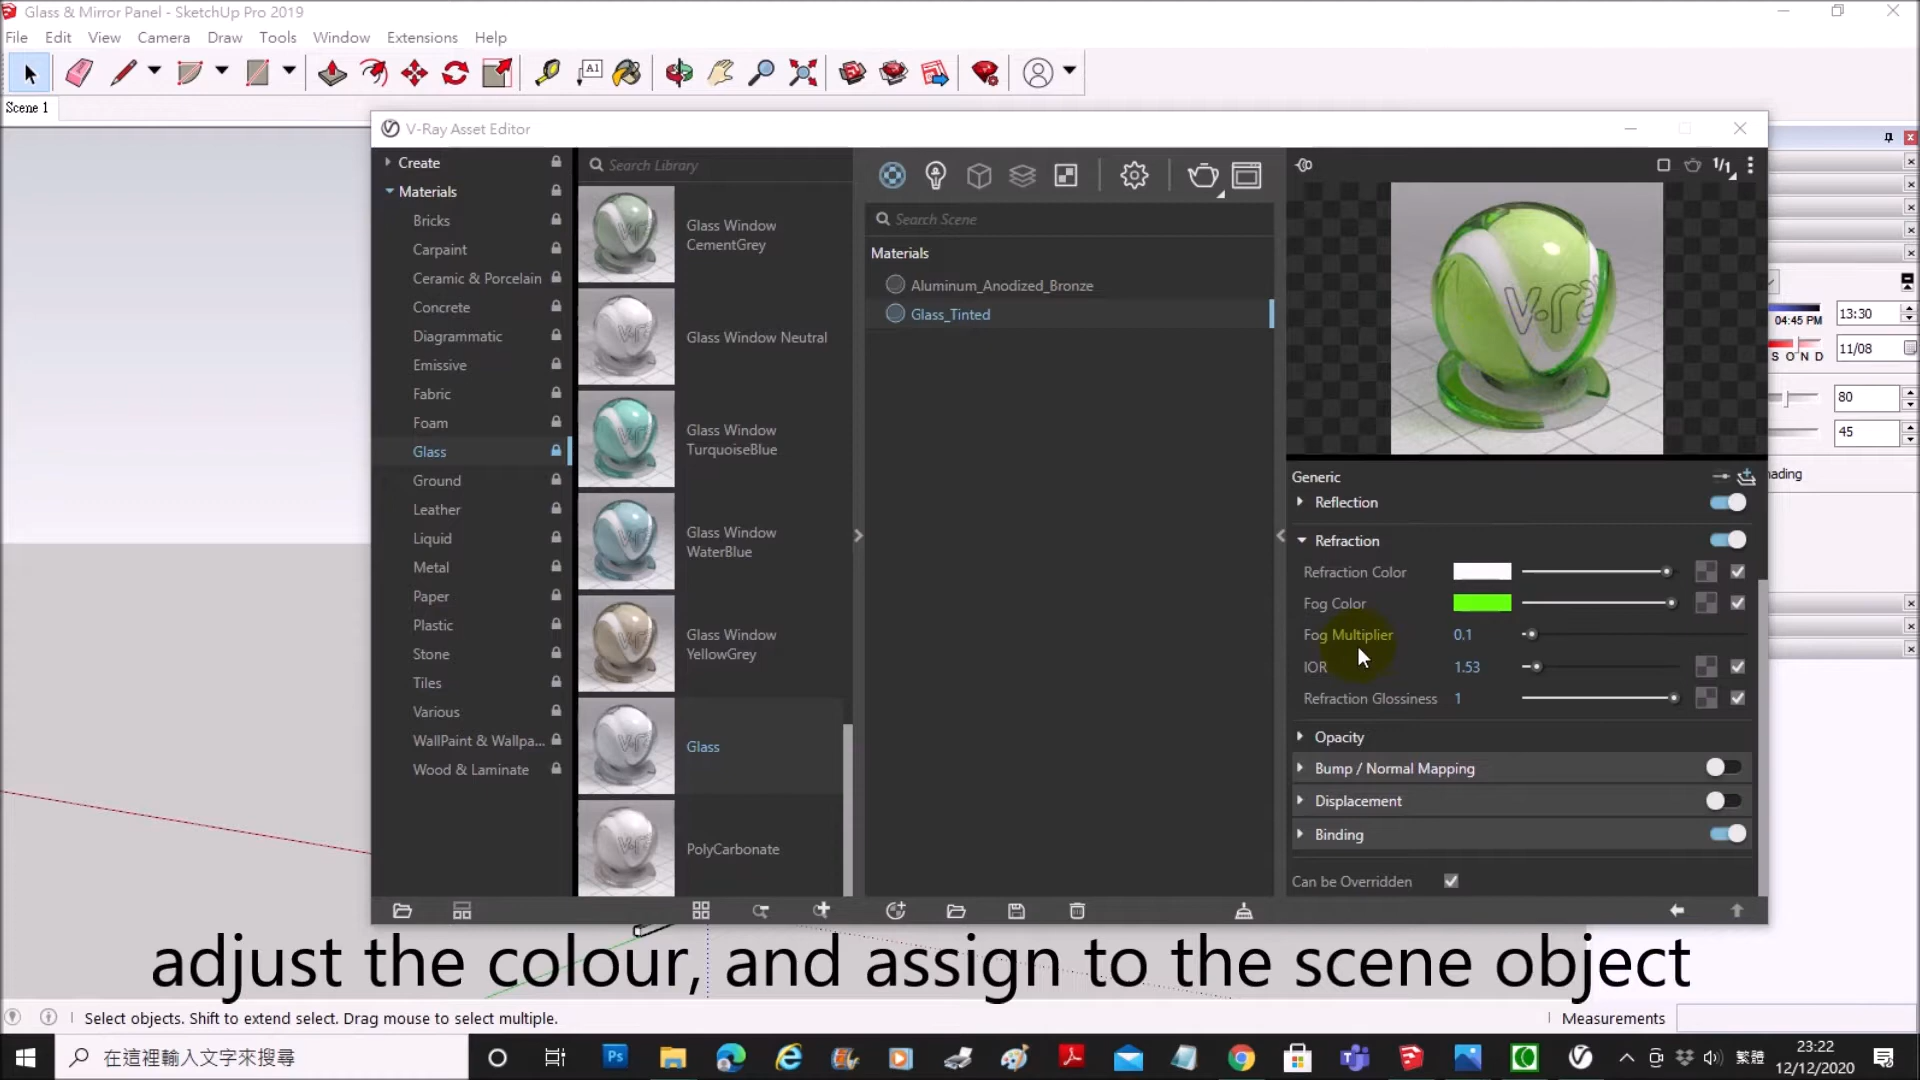 Glass & Mirror Panel - SketchUp Pro 2019
File Edit View Camera Draw Tools Window Extensions Help
A1
Scene 1
V-Ray Asset Editor
Create
Materials
Bricks
Carpaint
Ceramic & Porcelain
Concrete
Diagrammatic
Emissive
Fabric
Foam
Glass
Ground
Leather
Liquid
Metal
Paper
Plastic
Stone
Tiles
Various
WallPaint & Wallpa...
Wood & Laminate
Search Library
Glass Window
CementGrey
Glass Window Neutral
Glass Window
TurquoiseBlue
Glass Window
WaterBlue
Glass Window
YellowGrey
Glass
PolyCarbonate
Search Scene
Materials
Aluminum_Anodized_Bronze
Glass_Tinted
1/1
Generic
Reflection
Refraction
Refraction Color
Fog Color
Fog Multiplier 0.1
IOR 1.53
Refraction Glossiness 1
Opacity
Bump / Normal Mapping
Displacement
Binding
Can be Overridden
04:45 PM 13:30
S O N D 11/08
80
45
ading
adjust the colour, and assign to the scene object
Select objects. Shift to extend select. Drag mouse to select multiple.
Measurements
在這裡輸入文字來搜尋
Ps
繁體
23:22
12/12/2020